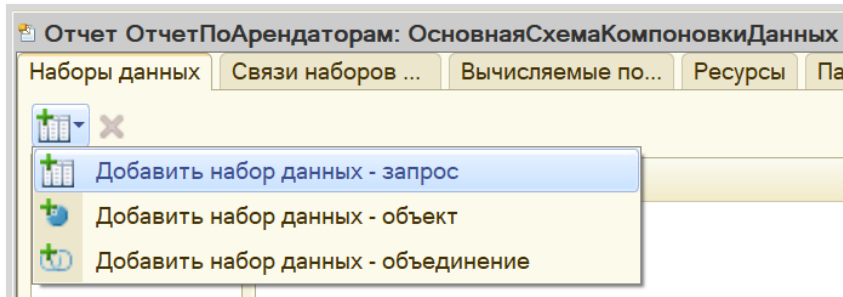 Отчет ОтчетПоАрендаторам: ОсновнаяСхемаКомпоновкиДанных
Наборы данных Связи наборов ... Вычисляемые по... Ресурсы Па
Добавить набор данных - запрос
Добавить набор данных - объект
Добавить набор данных - объединение